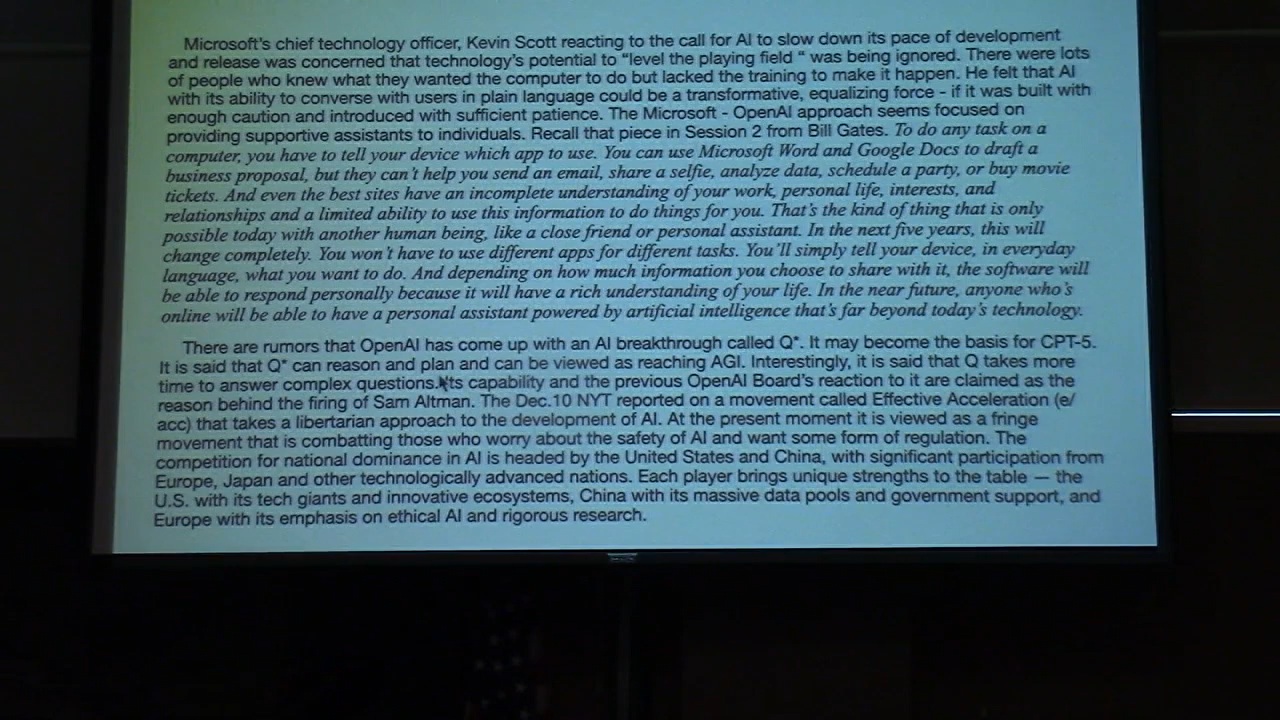 Microsoft's chief technology officer, Kevin Scott reacting to the call for AI to slow down its pace of development
and release was concerned that technology's potential to "level the playing field " was being ignored. There were lots
of people who knew what they wanted the computer to do but lacked the training to make it happen. He felt that AI
with its ability to converse with users in plain language could be a transformative, equalizing force - if it was built with
enough caution and introduced with sufficient patience. The Microsoft - OpenAI approach seems focused on
providing supportive assistants to individuals. Recall that piece in Session 2 from Bill Gates. To do any task on a
computer, you have to tell your device which app to use. You can use Microsoft Word and Google Docs to draft a
business proposal, but they can't help you send an email, share a selfie, analyze data, schedule a party, or buy movie
tickets. And even the best sites have an incomplete understanding of your work, personal life, interests, and
relationships and a limited ability to use this information to do things for you. That's the kind of thing that is only
possible today with another human being, like a close friend or personal assistant. In the next five years, this will
change completely. You won't have to use different apps for different tasks. You'll simply tell your device, in everyday
language, what you want to do. And depending on how much information you choose to share with it, the software will
be able to respond personally because it will have a rich understanding of your life. In the near future, anyone who's
online will be able to have a personal assistant powered by artificial intelligence that's far beyond today's technology.
There are rumors that OpenAI has come up with an AI breakthrough called Q*. It may become the basis for CPT-5.
It is said that Q* can reason and plan and can be viewed as reaching AGI. Interestingly, it is said that Q takes more
time to answer complex questions. Its capability and the previous OpenAI Board's reaction to it are claimed as the
reason behind the firing of Sam Altman. The Dec.10 NYT reported on a movement called Effective Acceleration (e/
acc) that takes a libertarian approach to the development of AI. At the present moment it is viewed as a fringe
movement that is combatting those who worry about the safety of AI and want some form of regulation. The
competition for national dominance in AI is headed by the United States and China, with significant participation from
Europe, Japan and other technologically advanced nations. Each player brings unique strengths to the table — the
U.S. with its tech giants and innovative ecosystems, China with its massive data pools and government support, and
Europe with its emphasis on ethical AI and rigorous research.